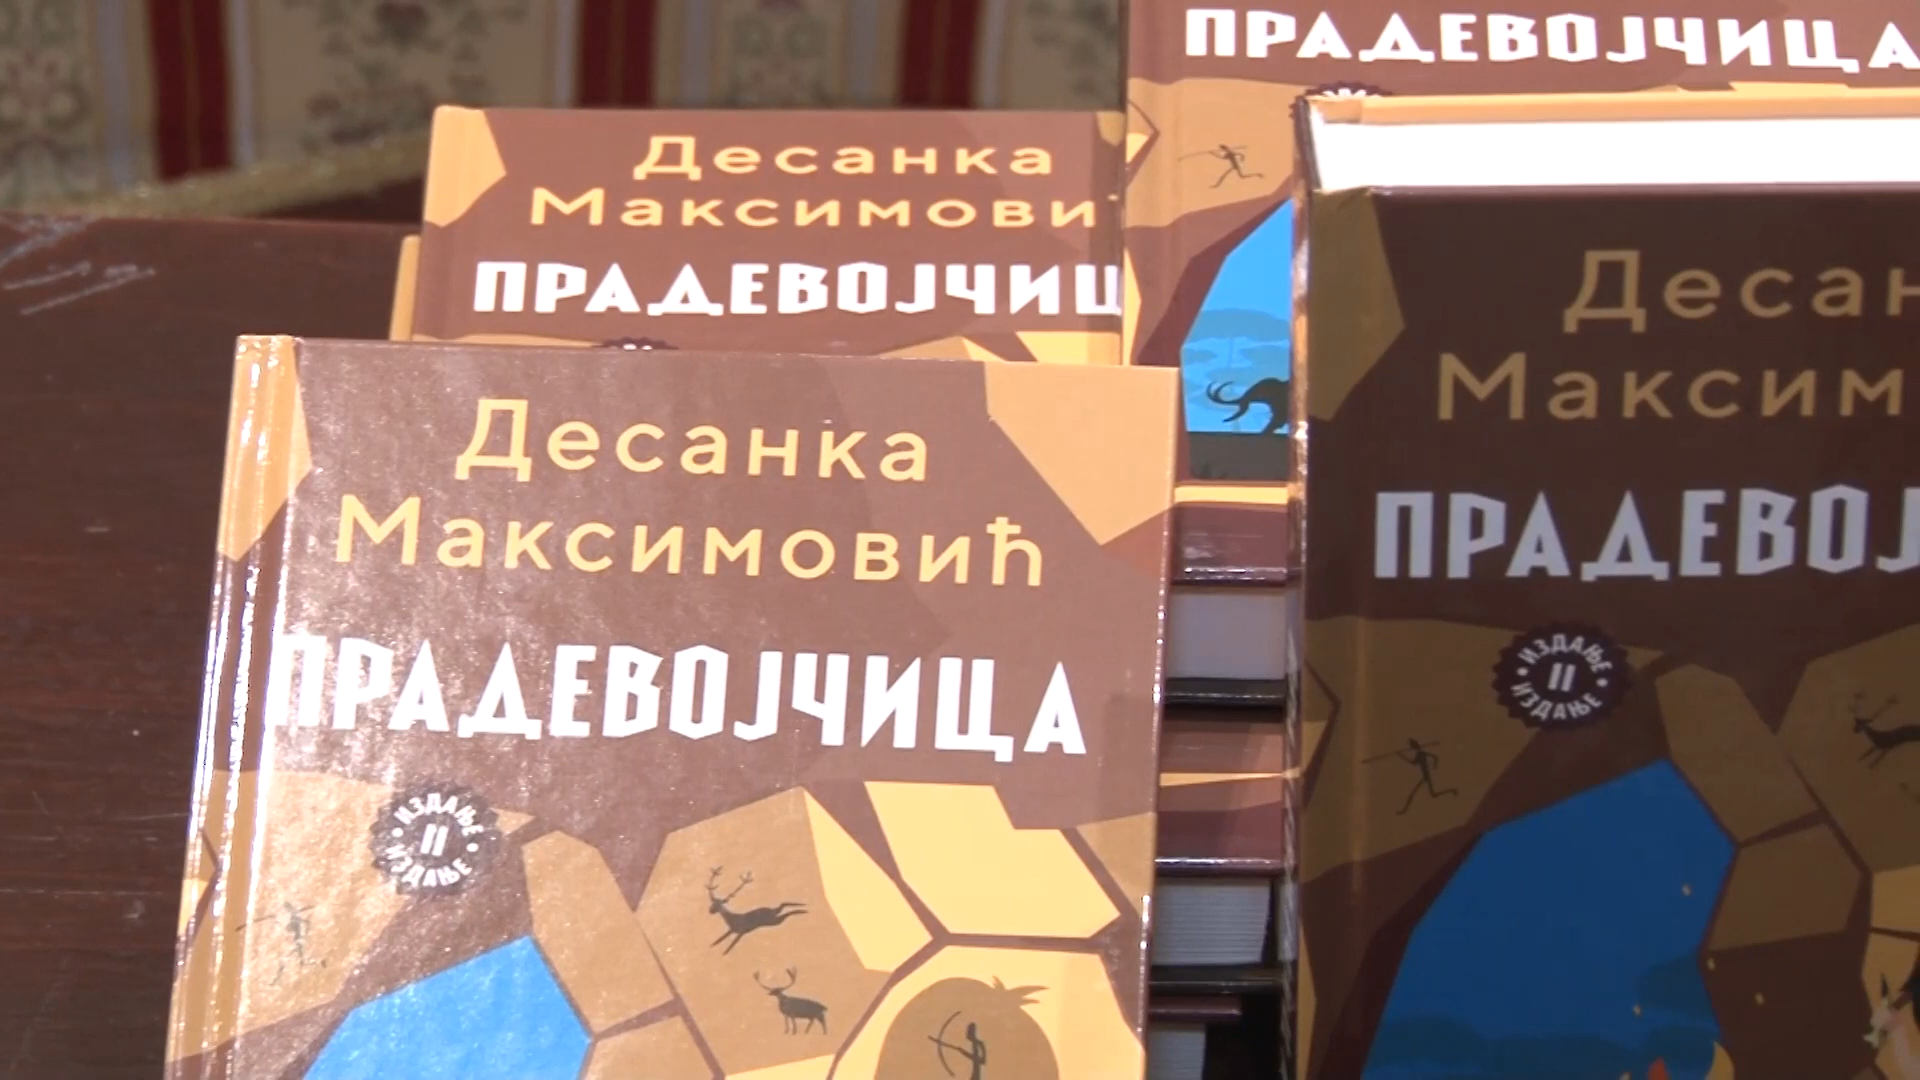 ПРАДЕВОЈЧИЦА
Десанка
Максимови
ПРАДЕВОЈЧИЦ
Десанка
Максимовић
ПРАДЕВОЈЧИЦА
ИЗДАЊЕ
II
ИЗДАЊЕ
Десан
Максим
ПРАДЕВОЈ
ИЗДАЊЕ
II
ИЗДАЊЕ